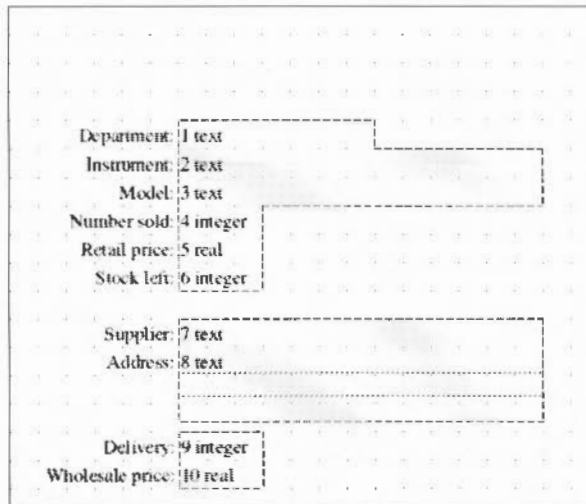 Department: 1 text
Instrument: 2 text
Model: 3 text
Number sold: 4 integer
Retail price: 5 real
Stock left: 6 integer
Supplier: 7 text
Address: 8 text
Delivery: 9 integer
Wholesale price: 10 real